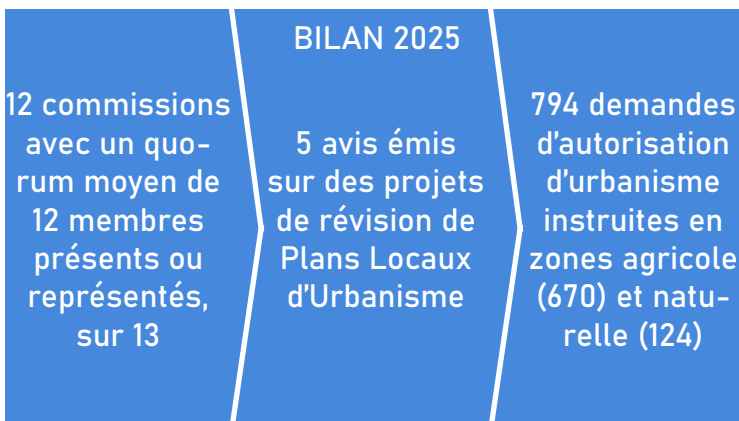 BILAN 2025
12 commissions
avec un quo-
rum moyen de
12 membres
présents ou
représentés,
sur 13
5 avis émis
sur des projets
de révision de
Plans Locaux
d'Urbanisme
794 demandes
d'autorisation
d'urbanisme
instruites en
zones agricole
(670) et natu-
relle (124)